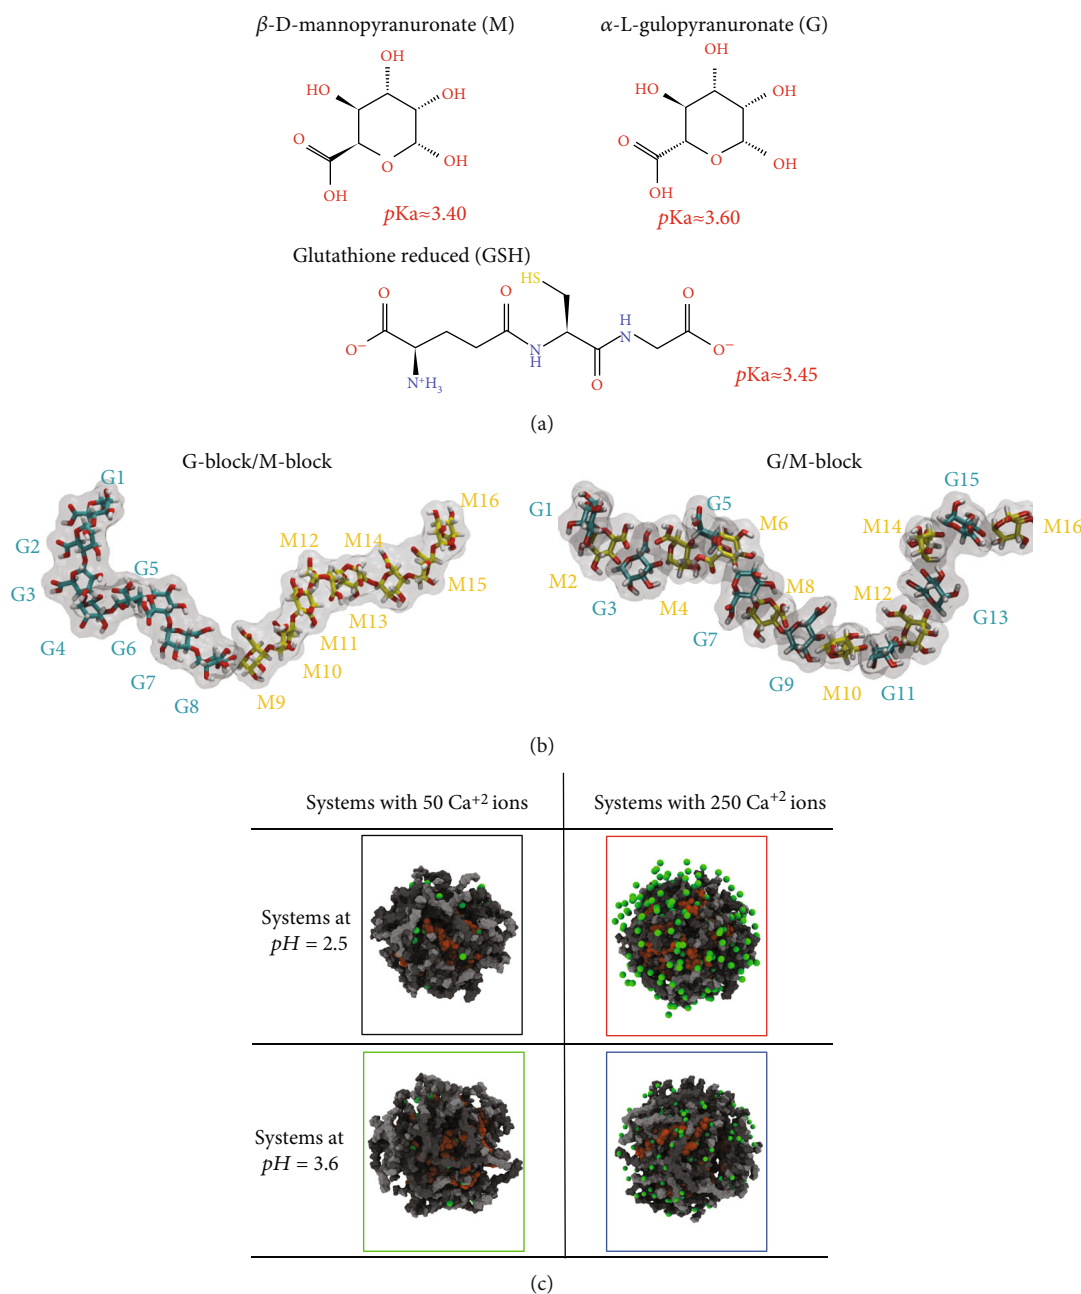 β-D-mannopyranuronate (M)
α-L-gulopyranuronate (G)
OH
OH
HO
OH
O
O
OH
OH
pKa≈3.40
OH
HO
OH
O
O
OH
OH
pKa≈3.60
Glutathione reduced (GSH)
HS
O
O
O
H
N
O⁻
N
H
O⁻
N⁺H₃
O
pKa≈3.45
(a)
G-block/M-block
G/M-block
G1
G2
G3
G4
G5
G6
G7
G8
M9
M10
M11
M12
M13
M14
M15
M16
G1
M2
G3
M4
G5
M6
G7
M8
G9
M10
G11
M12
G13
M14
G15
M16
(b)
Systems with 50 Ca⁺² ions
Systems with 250 Ca⁺² ions
Systems at
pH = 2.5
Systems at
pH = 3.6
(c)